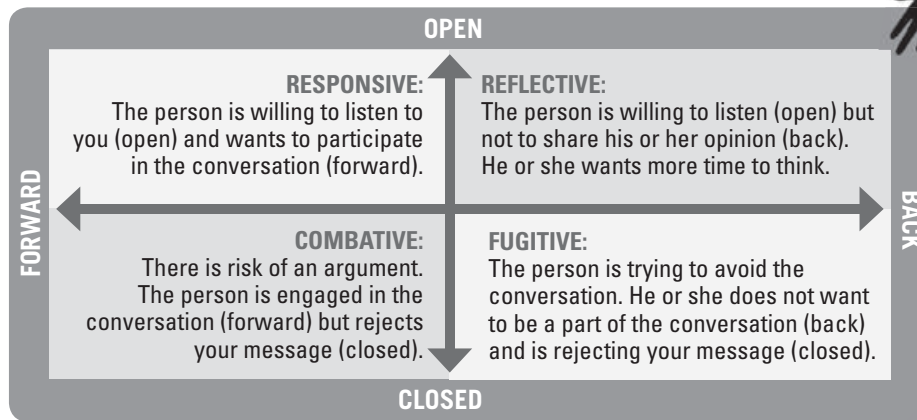 OPEN
RESPONSIVE:
The person is willing to listen to
you (open) and wants to participate
in the conversation (forward).
REFLECTIVE:
The person is willing to listen (open) but
not to share his or her opinion (back).
He or she wants more time to think.
FORWARD
BACK
COMBATIVE:
There is risk of an argument.
The person is engaged in the
conversation (forward) but rejects
your message (closed).
FUGITIVE:
The person is trying to avoid the
conversation. He or she does not want
to be a part of the conversation (back)
and is rejecting your message (closed).
CLOSED